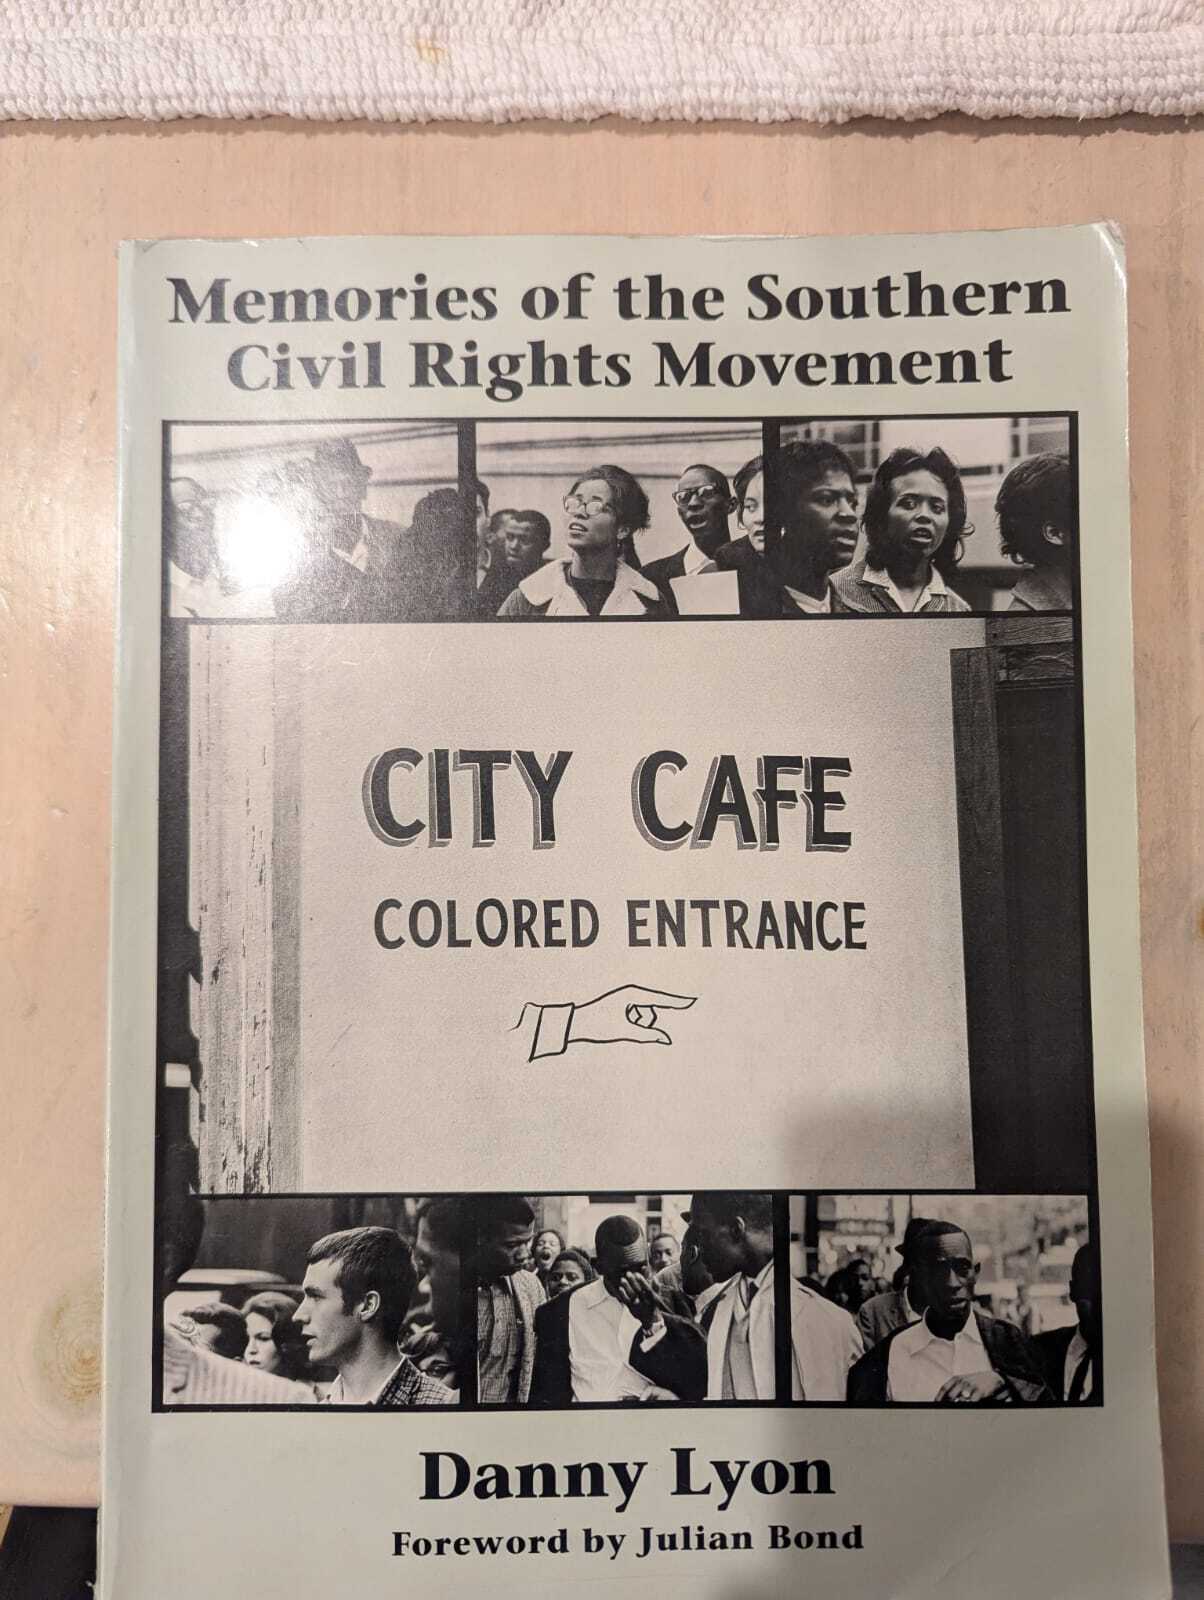 Memories of the Southern
Civil Rights Movement
CITY CAFE
COLORED ENTRANCE
Danny Lyon
Foreword by Julian Bond